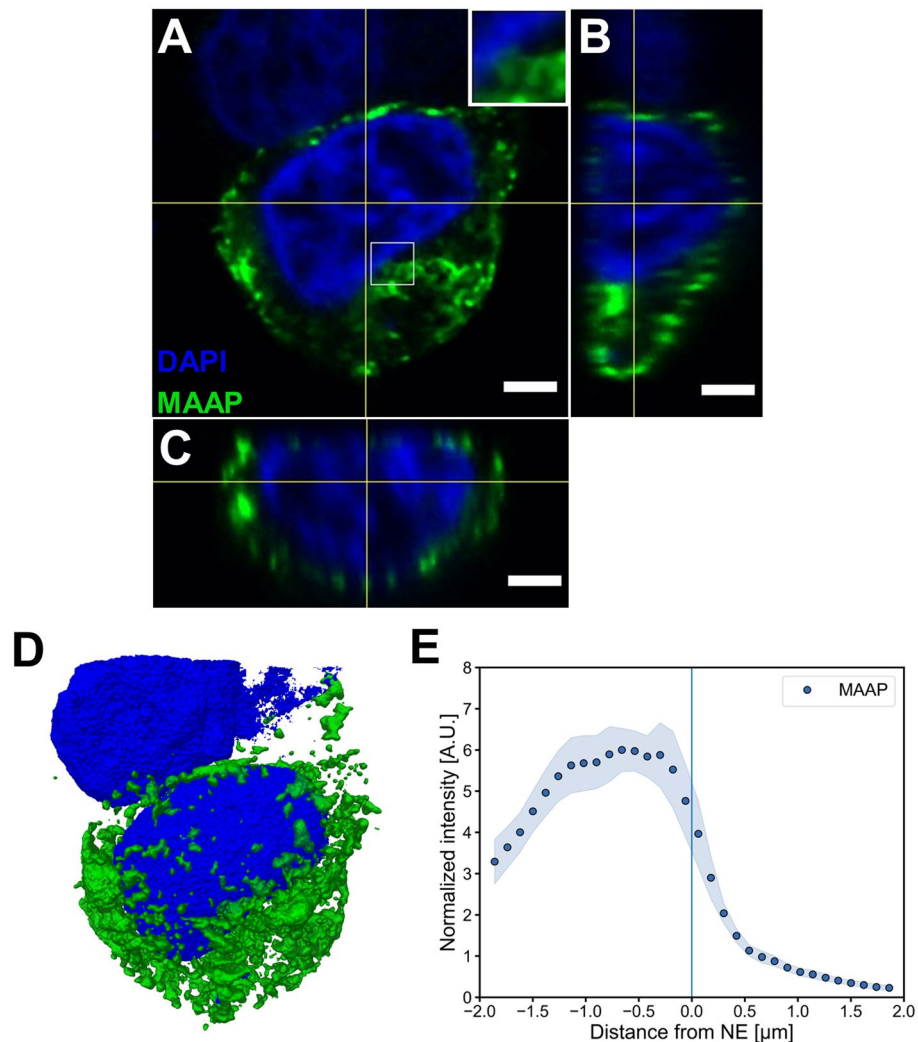 A
B
DAPI
MAAP
C
D
E
Normalized intensity [A.U.]
8
7
6
5
4
3
2
1
0
MAAP
−2.0 −1.5 −1.0 −0.5 0.0 0.5 1.0 1.5 2.0
Distance from NE [µm]